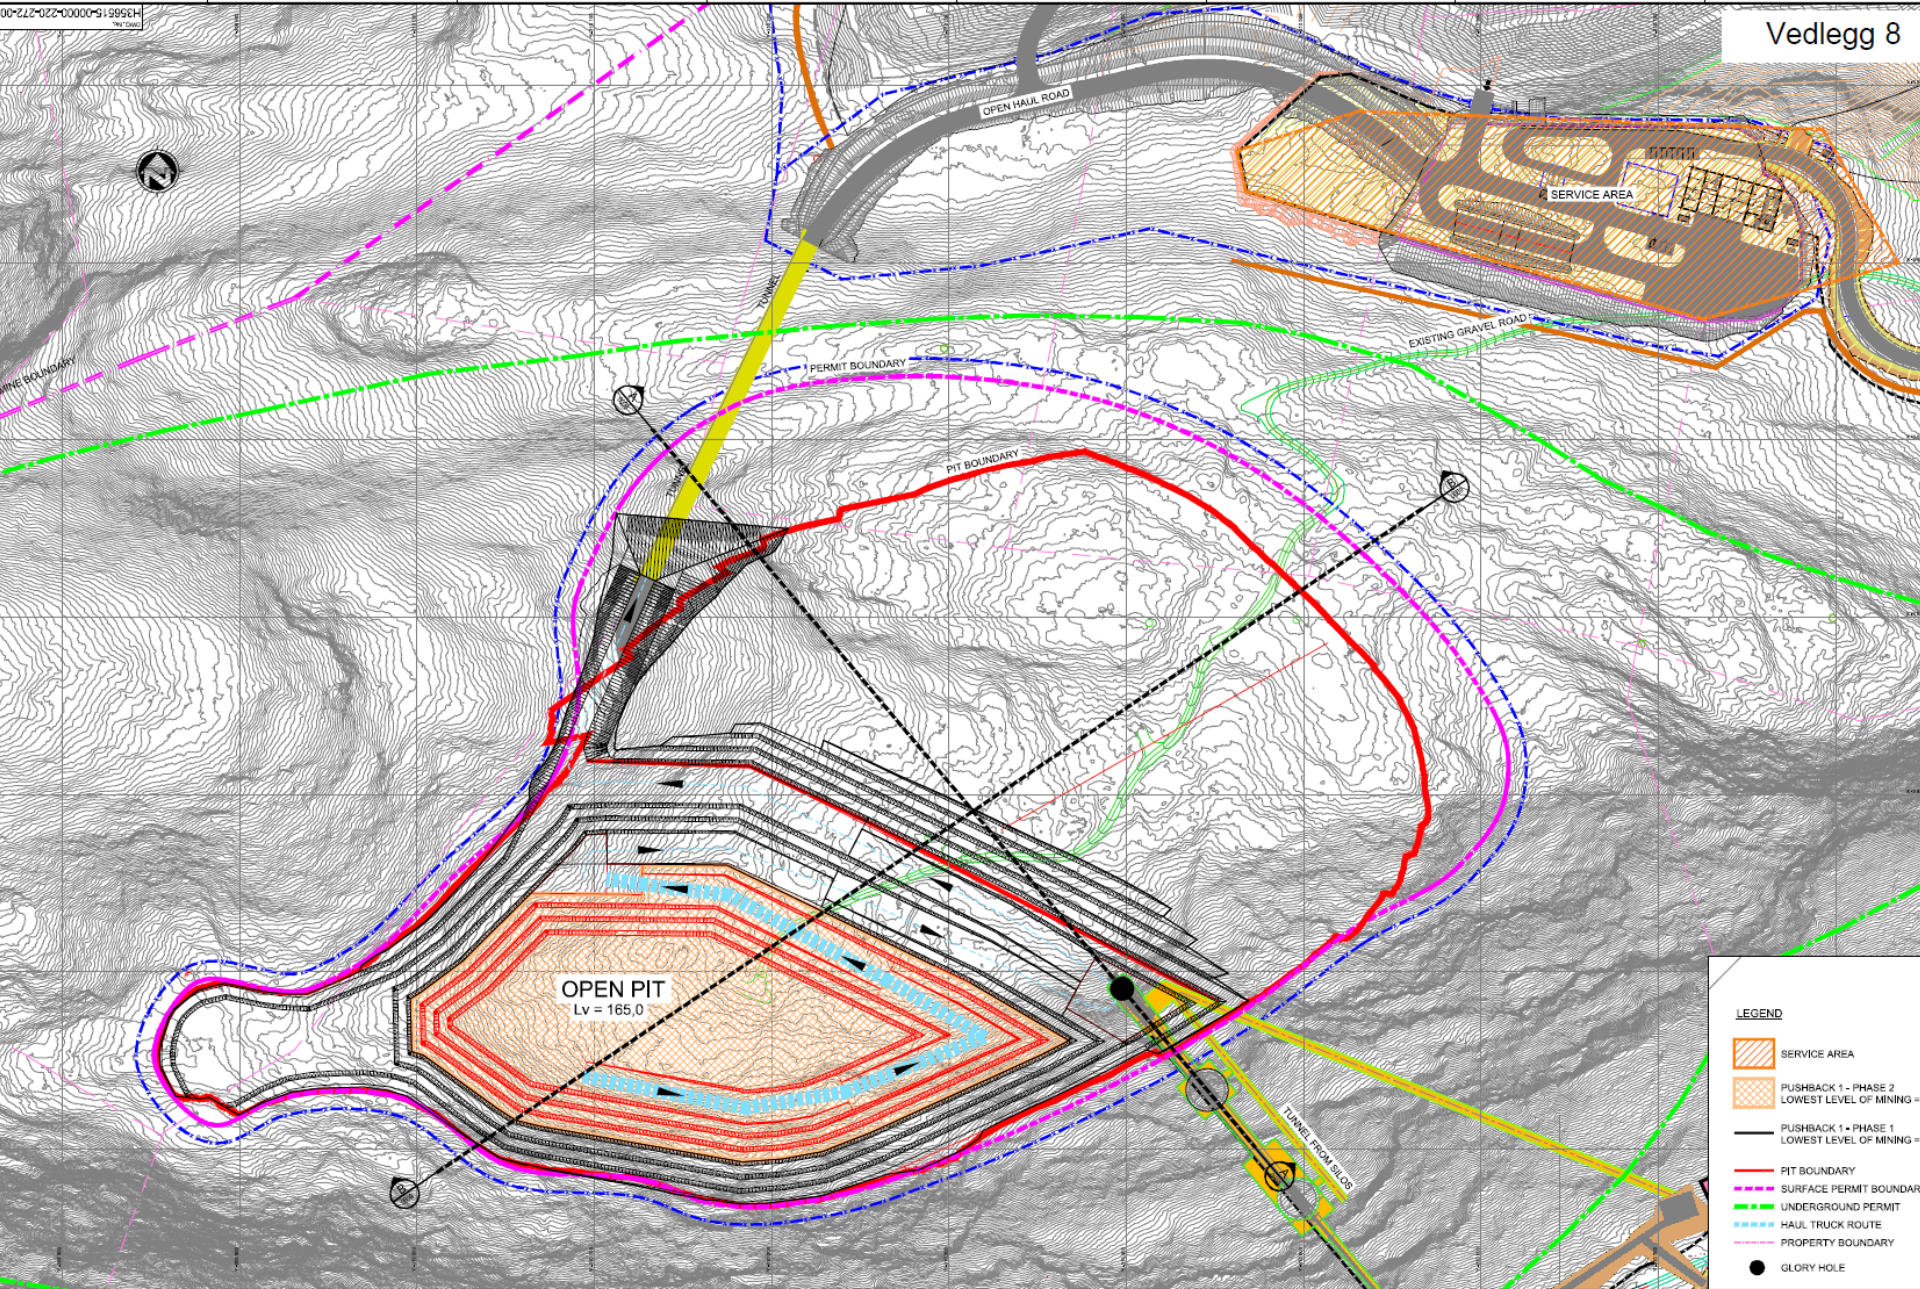 Vedlegg 8
OPEN HAUL ROAD
SERVICE AREA
TUNNEL
EXISTING GRAVEL ROAD
MINE BOUNDARY
PERMIT BOUNDARY
PIT BOUNDARY
TUNNEL
OPEN PIT
Lv = 165,0
TUNNEL FROM SILOS
A
LEGEND
SERVICE AREA
PUSHBACK 1 - PHASE 2
LOWEST LEVEL OF MINING =
PUSHBACK 1 - PHASE 1
LOWEST LEVEL OF MINING =
PIT BOUNDARY
SURFACE PERMIT BOUNDAR
UNDERGROUND PERMIT
HAUL TRUCK ROUTE
PROPERTY BOUNDARY
GLORY HOLE